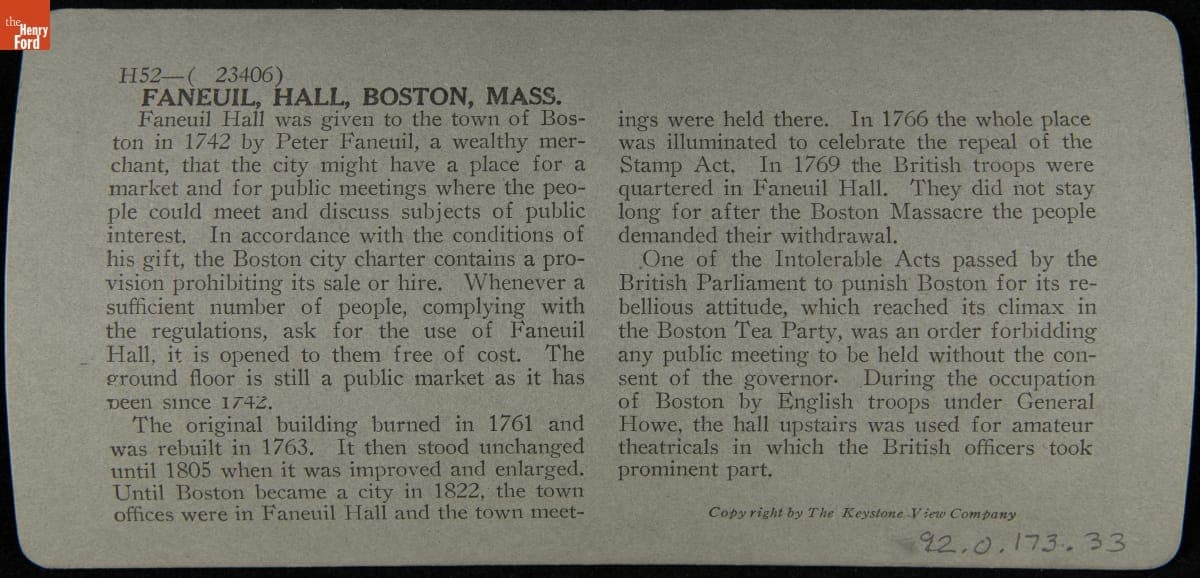 the
Henry
Ford
H52—( 23406)
FANEUIL, HALL, BOSTON, MASS.
Faneuil Hall was given to the town of Bos-
ton in 1742 by Peter Faneuil, a wealthy mer-
chant, that the city might have a place for a
market and for public meetings where the peo-
ple could meet and discuss subjects of public
interest. In accordance with the conditions of
his gift, the Boston city charter contains a pro-
vision prohibiting its sale or hire. Whenever a
sufficient number of people, complying with
the regulations, ask for the use of Faneuil
Hall, it is opened to them free of cost. The
ground floor is still a public market as it has
been since 1742.
The original building burned in 1761 and
was rebuilt in 1763. It then stood unchanged
until 1805 when it was improved and enlarged.
Until Boston became a city in 1822, the town
offices were in Faneuil Hall and the town meet-
ings were held there. In 1766 the whole place
was illuminated to celebrate the repeal of the
Stamp Act. In 1769 the British troops were
quartered in Faneuil Hall. They did not stay
long for after the Boston Massacre the people
demanded their withdrawal.
One of the Intolerable Acts passed by the
British Parliament to punish Boston for its re-
bellious attitude, which reached its climax in
the Boston Tea Party, was an order forbidding
any public meeting to be held without the con-
sent of the governor. During the occupation
of Boston by English troops under General
Howe, the hall upstairs was used for amateur
theatricals in which the British officers took
prominent part.
Copyright by The Keystone View Company
92.0.173.33